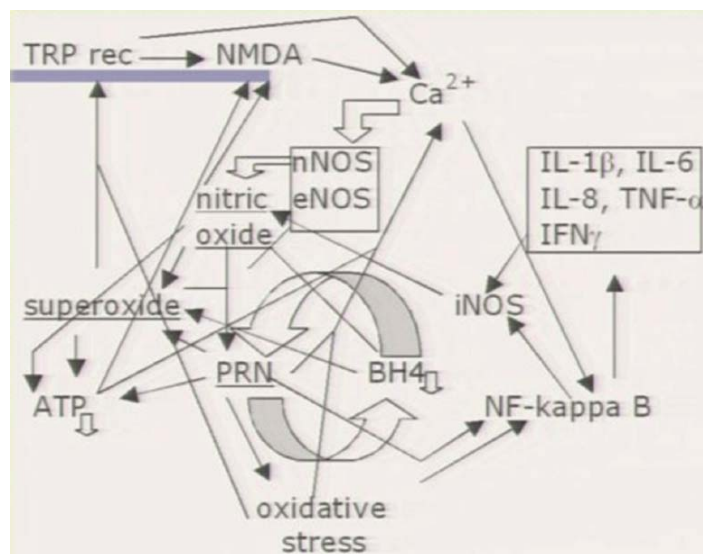 TRP rec NMDA
Ca2+
nNOS
eNOS
nitric
oxide
IL-1β, IL-6
IL-8, TNF-α
IFNγ
superoxide
iNOS
PRN
BH4
ATP
NF-kappa B
oxidative
stress